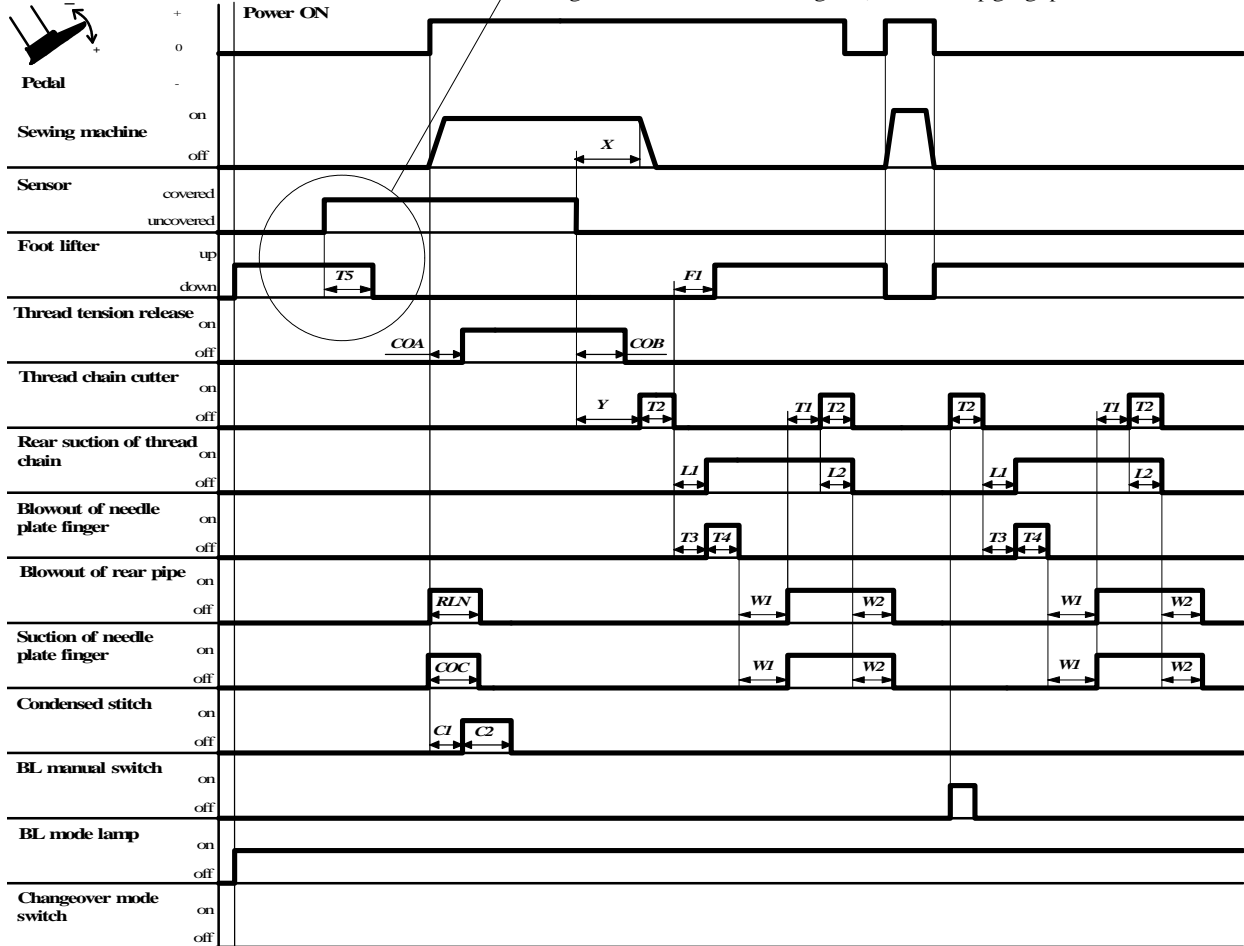 Power ON
−
+
+
0
Pedal
-
on
Sewing machine
X
off
Sensor
covered
uncovered
Foot lifter
up
T5
F1
down
Thread tension release
on
COA
COB
off
Thread chain cutter
on
Y T2 T1 T2 T2 T1 T2
off
Rear suction of thread
chain
on
L1 L2 L1 L2
off
Blowout of needle
plate finger
on
T3 T4 T3 T4
off
Blowout of rear pipe
on
RLN W1 W2 W1 W2
off
Suction of needle
plate finger
on
COC W1 W2 W1 W2
off
Condensed stitch
on
C1 C2
off
BL manual switch
on
off
BL mode lamp
on
off
Changeover mode
switch
on
off